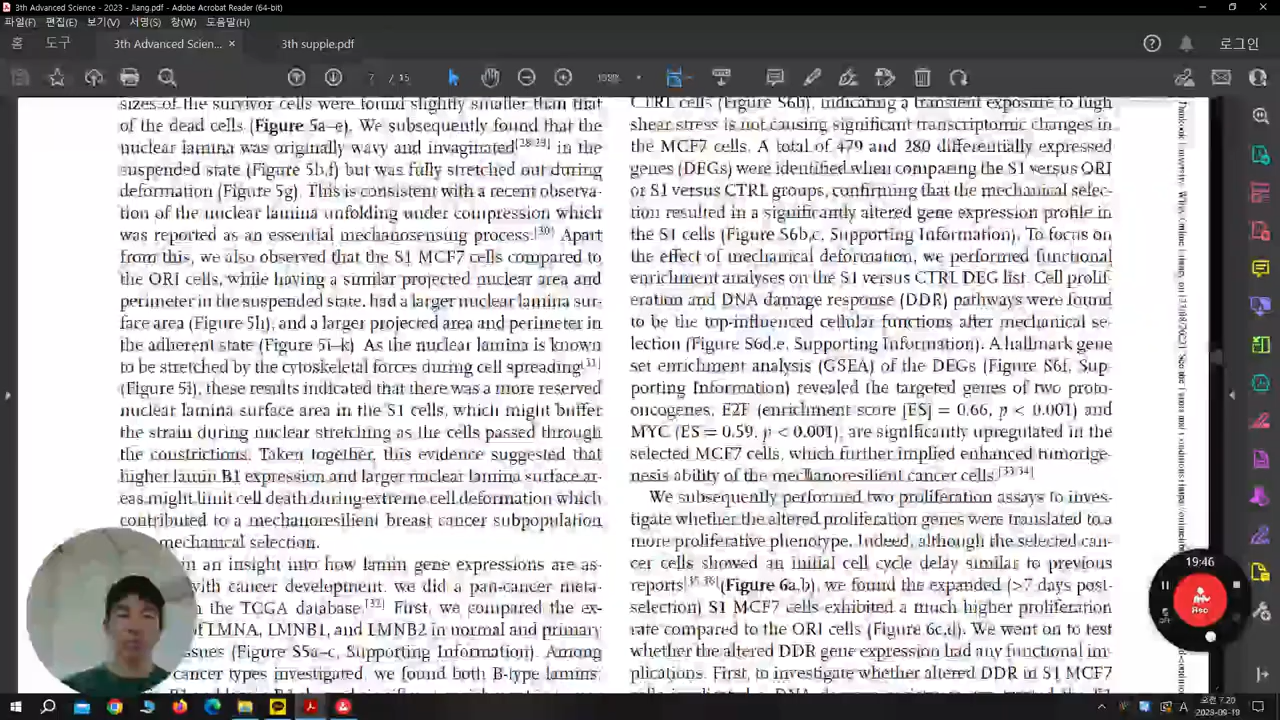 3th Advanced Science - 2023 - Jiang.pdf - Adobe Acrobat Reader (64-bit)
파일(F) 편집(E) 보기(V) 서명(S) 창(W) 도움말(H)
홈 도구 3th Advanced Scien... × 3th supple.pdf 로그인
7 / 15
sizes of the survivor cells were found slightly smaller than that
of the dead cells (Figure 5a–e). We subsequently found that the
nuclear lamina was originally wavy and invaginated in the
suspended state (Figure 5b,f) but was fully stretched out during
deformation (Figure 5g). This is consistent with a recent observa-
tion of the nuclear lamina unfolding under compression which
was reported as an essential mechanosensing process.[30] Apart
from this, we also observed that the S1 MCF7 cells compared to
the ORI cells, while having a similar projected nuclear area and
perimeter in the suspended state, had a larger nuclear lamina sur-
face area (Figure 5h), and a larger projected area and perimeter in
the adherent state (Figure 5i–k). As the nuclear lamina is known
to be stretched by the cytoskeletal forces during cell spreading[31]
(Figure 5i), these results indicated that there was a more reserved
nuclear lamina surface area in the S1 cells, which might buffer
the strain during nuclear stretching as the cells passed through
the constrictions. Taken together, this evidence suggested that
higher lamin B1 expression and larger nuclear lamina surface ar-
eas might limit cell death during extreme cell deformation which
contributed to a mechanoresilient breast cancer subpopulation
mechanical selection.
in an insight into how lamin gene expressions are as-
with cancer development, we did a pan-cancer meta-
n the TCGA database.[32] First, we compared the ex-
of LMNA, LMNB1, and LMNB2 in normal and primary
ssues (Figure S5a–c, Supporting Information). Among
cancer types investigated, we found both B-type lamins,
CTRL cells (Figure S6b), indicating a transient exposure to high
shear stress is not causing significant transcriptomic changes in
the MCF7 cells. A total of 479 and 280 differentially expressed
genes (DEGs) were identified when comparing the S1 versus ORI
or S1 versus CTRL groups, confirming that the mechanical selec-
tion resulted in a significantly altered gene expression profile in
the S1 cells (Figure S6b,c, Supporting Information). To focus on
the effect of mechanical deformation, we performed functional
enrichment analyses on the S1 versus CTRL DEG list. Cell prolif-
eration and DNA damage response (DDR) pathways were found
to be the top-influenced cellular functions after mechanical se-
lection (Figure S6d,e, Supporting Information). A hallmark gene
set enrichment analysis (GSEA) of the DEGs (Figure S6f, Sup-
porting Information) revealed the targeted genes of two proto-
oncogenes, E2F (enrichment score [ES] = 0.66, p < 0.001) and
MYC (ES = 0.59, p < 0.001), are significantly upregulated in the
selected MCF7 cells, which further implied enhanced tumorige-
nesis ability of the mechanoresilient cancer cells.[33,34]
We subsequently performed two proliferation assays to inves-
tigate whether the altered proliferation genes were translated to a
more proliferative phenotype. Indeed, although the selected can-
cer cells showed an initial cell cycle delay similar to previous
reports[35,36](Figure 6a,b), we found the expanded (>7 days post-
selection) S1 MCF7 cells exhibited a much higher proliferation
rate compared to the ORI cells (Figure 6c,d). We went on to test
whether the altered DDR gene expression had any functional im-
plications. First, to investigate whether altered DDR in S1 MCF7
19:46
Rec
A 오전 7:20